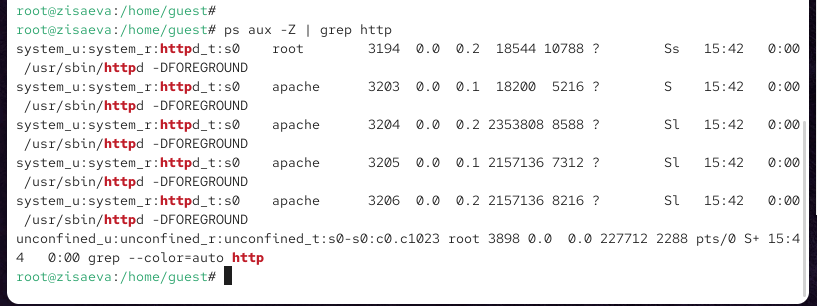 root@zisaeva:/home/guest#
root@zisaeva:/home/guest# ps aux -Z | grep http
system_u:system_r:httpd_t:s0    root        3194  0.0  0.2  18544 10788 ?        Ss   15:42   0:00
 /usr/sbin/httpd -DFOREGROUND
system_u:system_r:httpd_t:s0    apache      3203  0.0  0.1  18200  5216 ?        S    15:42   0:00
 /usr/sbin/httpd -DFOREGROUND
system_u:system_r:httpd_t:s0    apache      3204  0.0  0.2 2353808 8588 ?        Sl   15:42   0:00
 /usr/sbin/httpd -DFOREGROUND
system_u:system_r:httpd_t:s0    apache      3205  0.0  0.1 2157136 7312 ?        Sl   15:42   0:00
 /usr/sbin/httpd -DFOREGROUND
system_u:system_r:httpd_t:s0    apache      3206  0.0  0.2 2157136 8216 ?        Sl   15:42   0:00
 /usr/sbin/httpd -DFOREGROUND
unconfined_u:unconfined_r:unconfined_t:s0-s0:c0.c1023 root 3898 0.0  0.0 227712 2288 pts/0 S+ 15:4
4   0:00 grep --color=auto http
root@zisaeva:/home/guest#